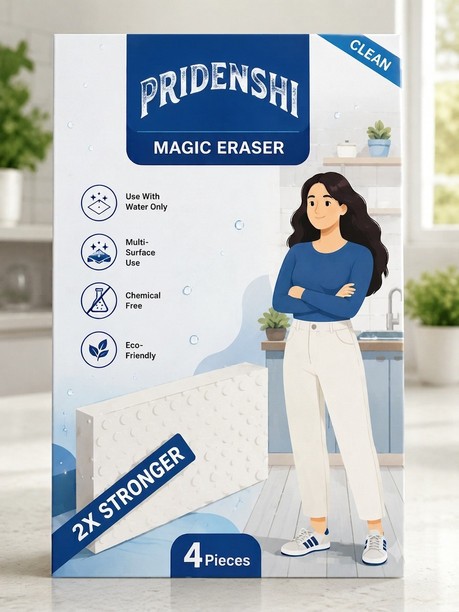 CLEAN
PRIDENSHI
MAGIC ERASER
Use With
Water Only
Multi-
Surface
Use
Chemical
Free
Eco-
Friendly
2X STRONGER
4 Pieces